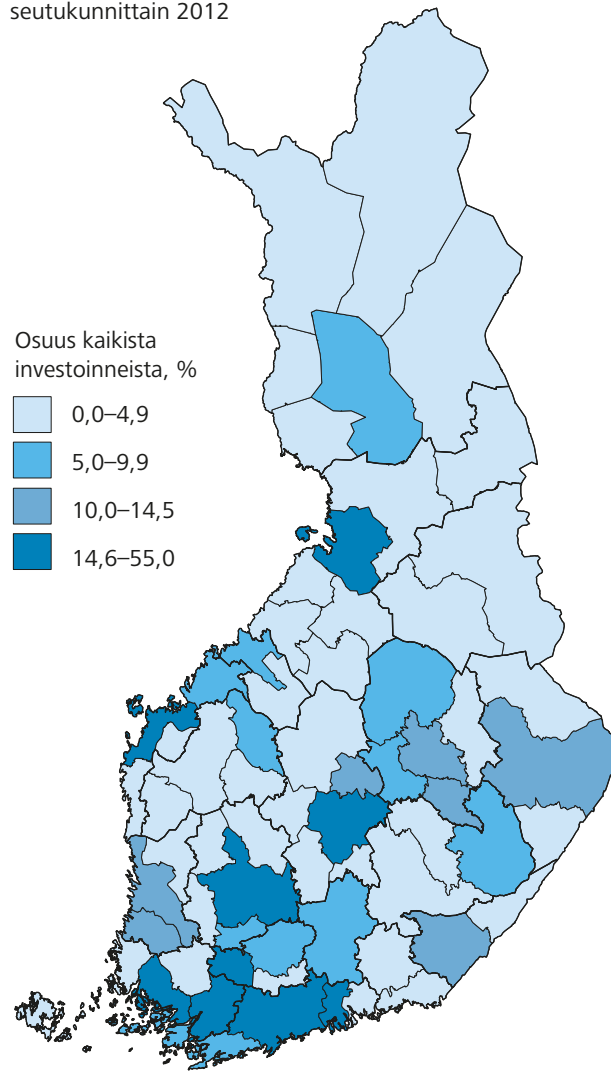 seutukunnittain 2012
Osuus kaikista
investoinneista, %
0,0–4,9
5,0–9,9
10,0–14,5
14,6–55,0